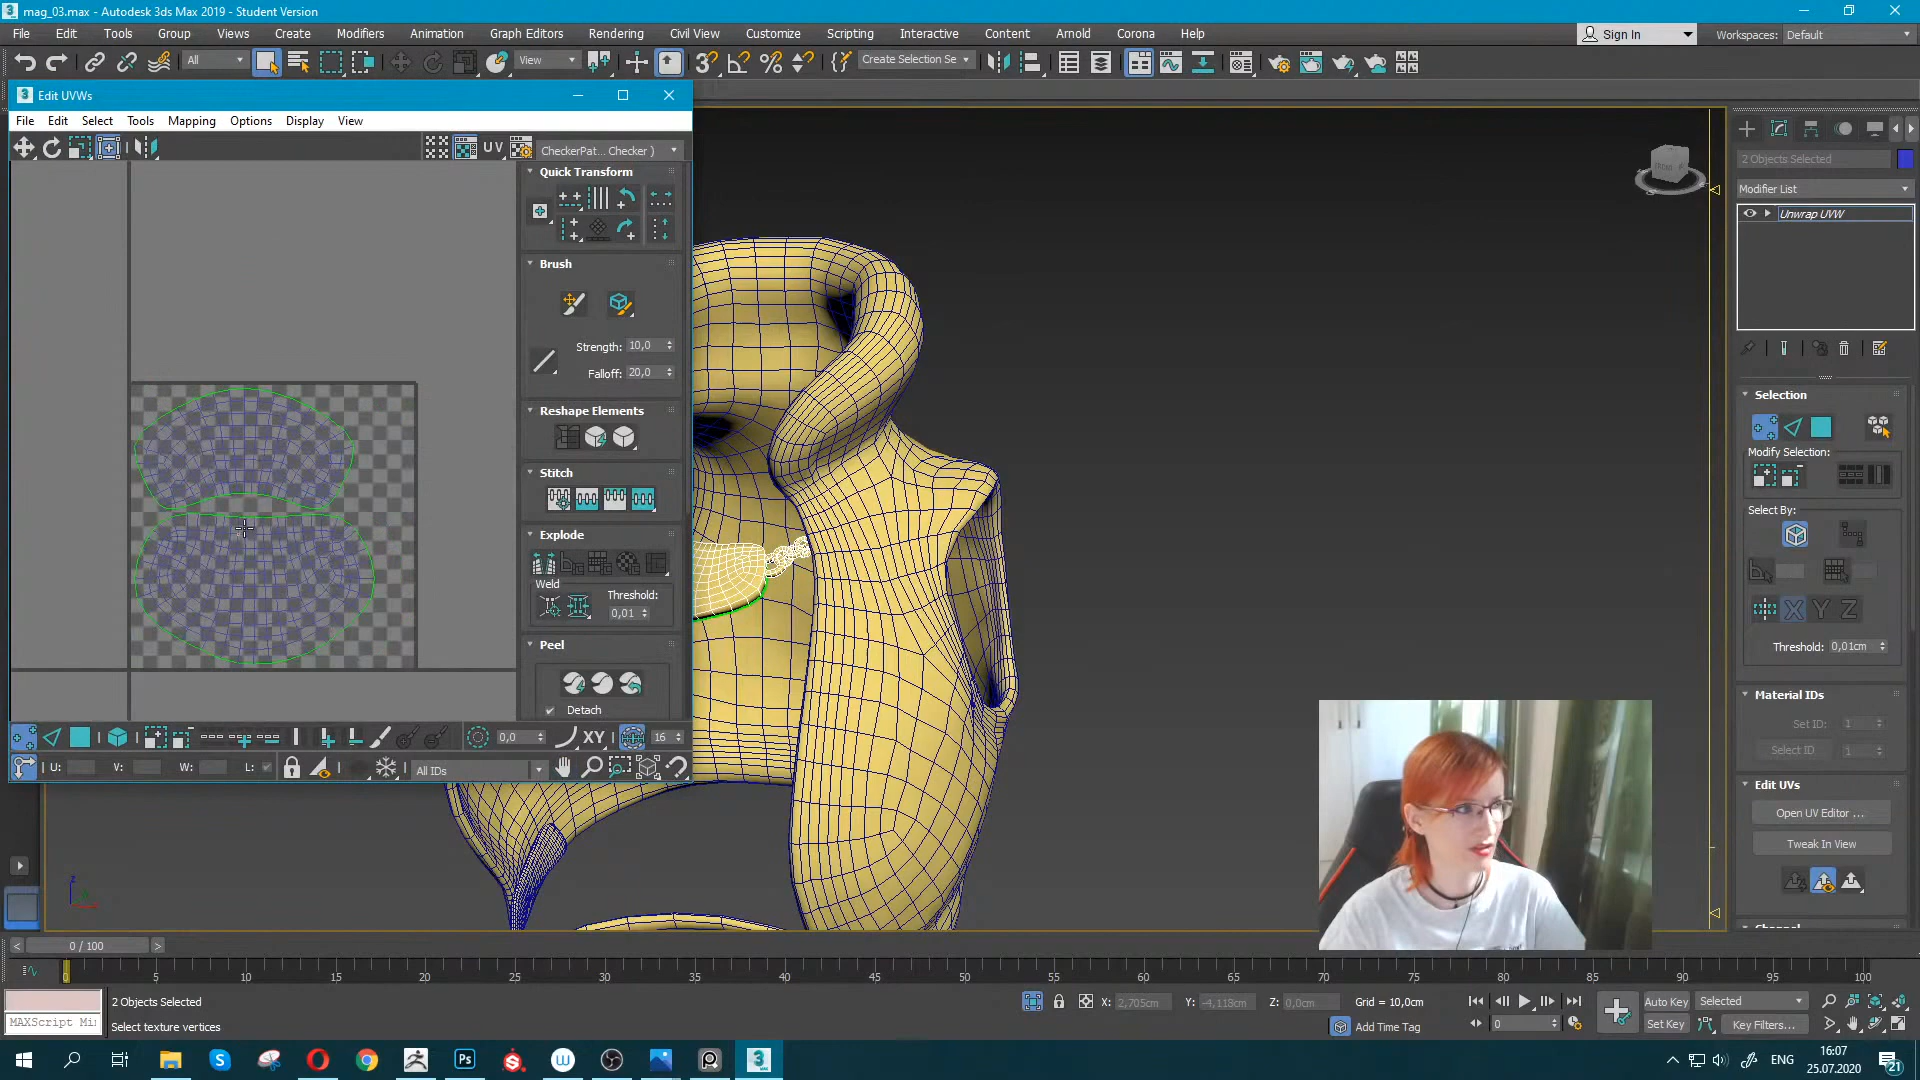 mag_03.max - Autodesk 3ds Max 2019 - Student Version
File Edit Tools Group Views Create Modifiers Animation Graph Editors Rendering Civil View Customize Scripting Interactive Content Arnold Corona Help
Sign In
Workspaces: Default
All
View
Create Selection Se
Edit UVWs
File Edit Select Tools Mapping Options Display View
UV
CheckerPat... Checker )
Quick Transform
Brush
Strength: 10,0
Falloff: 20,0
Reshape Elements
Stitch
Explode
Weld
Threshold:
0,01
Peel
Detach
0,0
XY
16
U:
V:
W:
L:
All IDs
2 Objects Selected
Modifier List
Unwrap UVW
Selection
Modify Selection:
Select By:
X Y Z
Threshold: 0,01cm
Material IDs
Set ID: 1
Select ID 1
Edit UVs
Open UV Editor ...
Tweak In View
0 / 100
0 5 10 15 20 25 30 35 40 45 50 55 60 65 70 75 80 85 90 95 100
2 Objects Selected
MAXScript Mi
Select texture vertices
X: 2,705cm Y: -4,118cm Z: 0,0cm
Grid = 10,0cm
Add Time Tag
0
Auto Key
Selected
Set Key
Key Filters...
ENG
16:07
25.07.2020
21